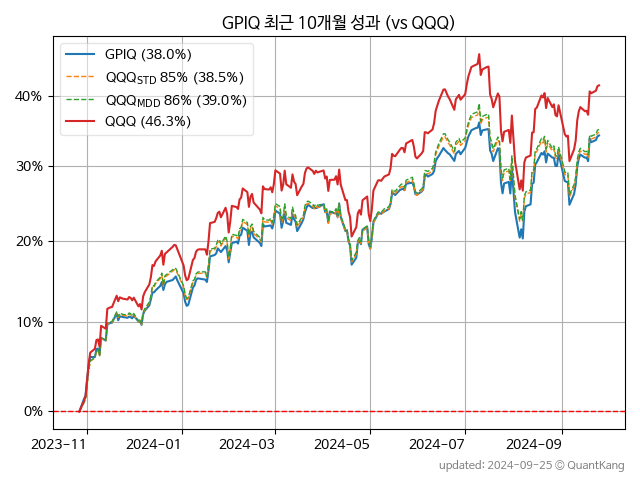 GPIQ 최근 10개월 성과 (vs QQQ)
GPIQ (38.0%)
QQQSTD 85% (38.5%)
QQQMDD 86% (39.0%)
QQQ (46.3%)
40%
30%
20%
10%
0%
2023-11
2024-01
2024-03
2024-05
2024-07
2024-09
updated: 2024-09-25 © QuantKang